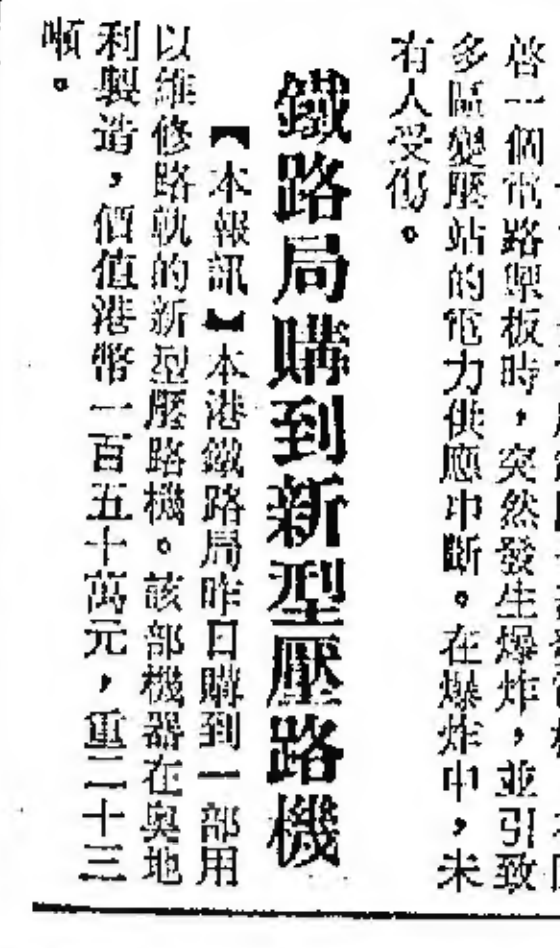 啓一個電路界板時，突然發生爆炸，並引致
多區變壓站的電力供應中斷。在爆炸中，未
有人受傷。
鐵路局購到新型壓路機
【本報訊】本港鐵路局昨日購到一部用
以維修路軌的新型壓路機。該部機器在奧地
利製造，價值港幣一百五十萬元，重二十三
噸。